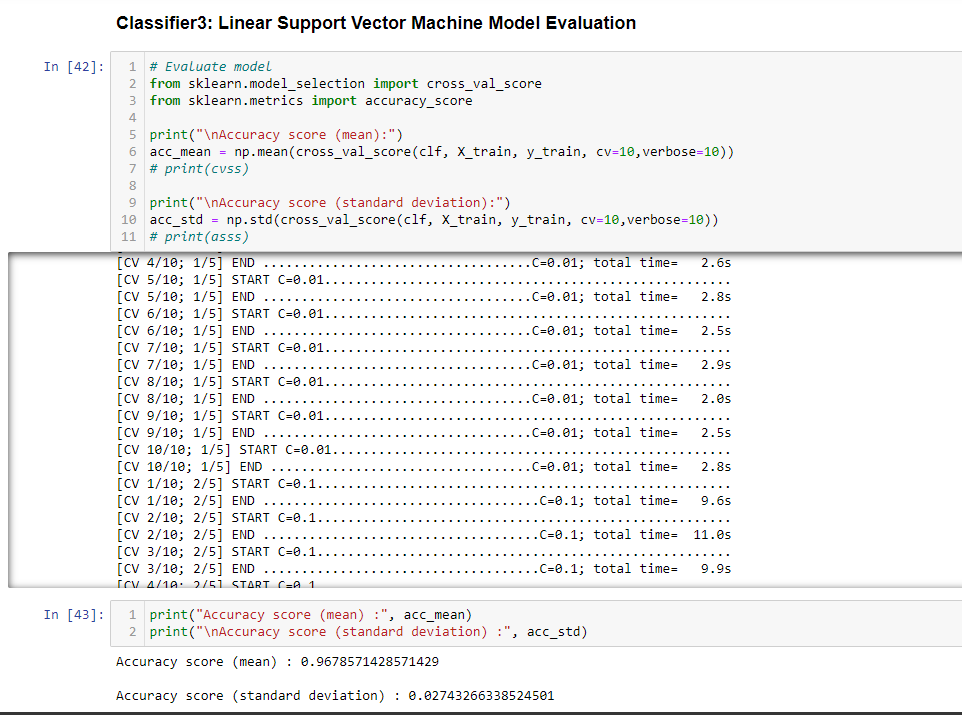 Classifier3: Linear Support Vector Machine Model Evaluation
In [42]:
1 # Evaluate model
2 from sklearn.model_selection import cross_val_score
3 from sklearn.metrics import accuracy_score
4
5 print("\nAccuracy score (mean):")
6 acc_mean = np.mean(cross_val_score(clf, X_train, y_train, cv=10,verbose=10))
7 # print(cvss)
8
9 print("\nAccuracy score (standard deviation):")
10 acc_std = np.std(cross_val_score(clf, X_train, y_train, cv=10,verbose=10))
11 # print(asss)
[CV 4/10; 1/5] END ...................................C=0.01; total time=   2.6s
[CV 5/10; 1/5] START C=0.01.....................................................
[CV 5/10; 1/5] END ...................................C=0.01; total time=   2.8s
[CV 6/10; 1/5] START C=0.01.....................................................
[CV 6/10; 1/5] END ...................................C=0.01; total time=   2.5s
[CV 7/10; 1/5] START C=0.01.....................................................
[CV 7/10; 1/5] END ...................................C=0.01; total time=   2.9s
[CV 8/10; 1/5] START C=0.01.....................................................
[CV 8/10; 1/5] END ...................................C=0.01; total time=   2.0s
[CV 9/10; 1/5] START C=0.01.....................................................
[CV 9/10; 1/5] END ...................................C=0.01; total time=   2.5s
[CV 10/10; 1/5] START C=0.01....................................................
[CV 10/10; 1/5] END ..................................C=0.01; total time=   2.8s
[CV 1/10; 2/5] START C=0.1......................................................
[CV 1/10; 2/5] END ....................................C=0.1; total time=   9.6s
[CV 2/10; 2/5] START C=0.1......................................................
[CV 2/10; 2/5] END ....................................C=0.1; total time=  11.0s
[CV 3/10; 2/5] START C=0.1......................................................
[CV 3/10; 2/5] END ....................................C=0.1; total time=   9.9s
[CV 4/10; 2/5] START C=0.1
In [43]:
1 print("Accuracy score (mean) :", acc_mean)
2 print("\nAccuracy score (standard deviation) :", acc_std)
Accuracy score (mean) : 0.9678571428571429
Accuracy score (standard deviation) : 0.02743266338524501